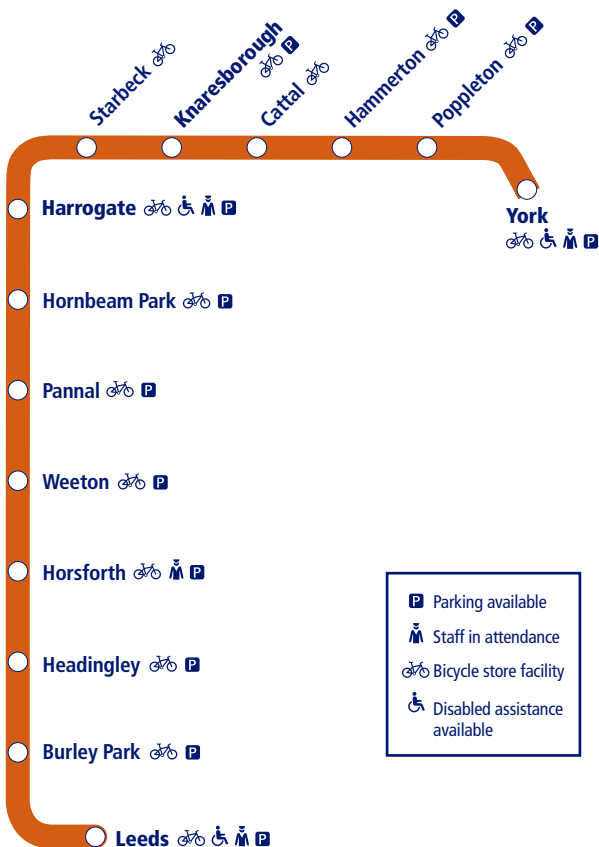 Starbeck
Knaresborough
P
Cattal
Hammerton P
Poppleton P
York
P
Harrogate P
Hornbeam Park P
Pannal P
Weeton P
Horsforth P
Headingley P
Burley Park P
Leeds P
P Parking available
Staff in attendance
Bicycle store facility
Disabled assistance
available